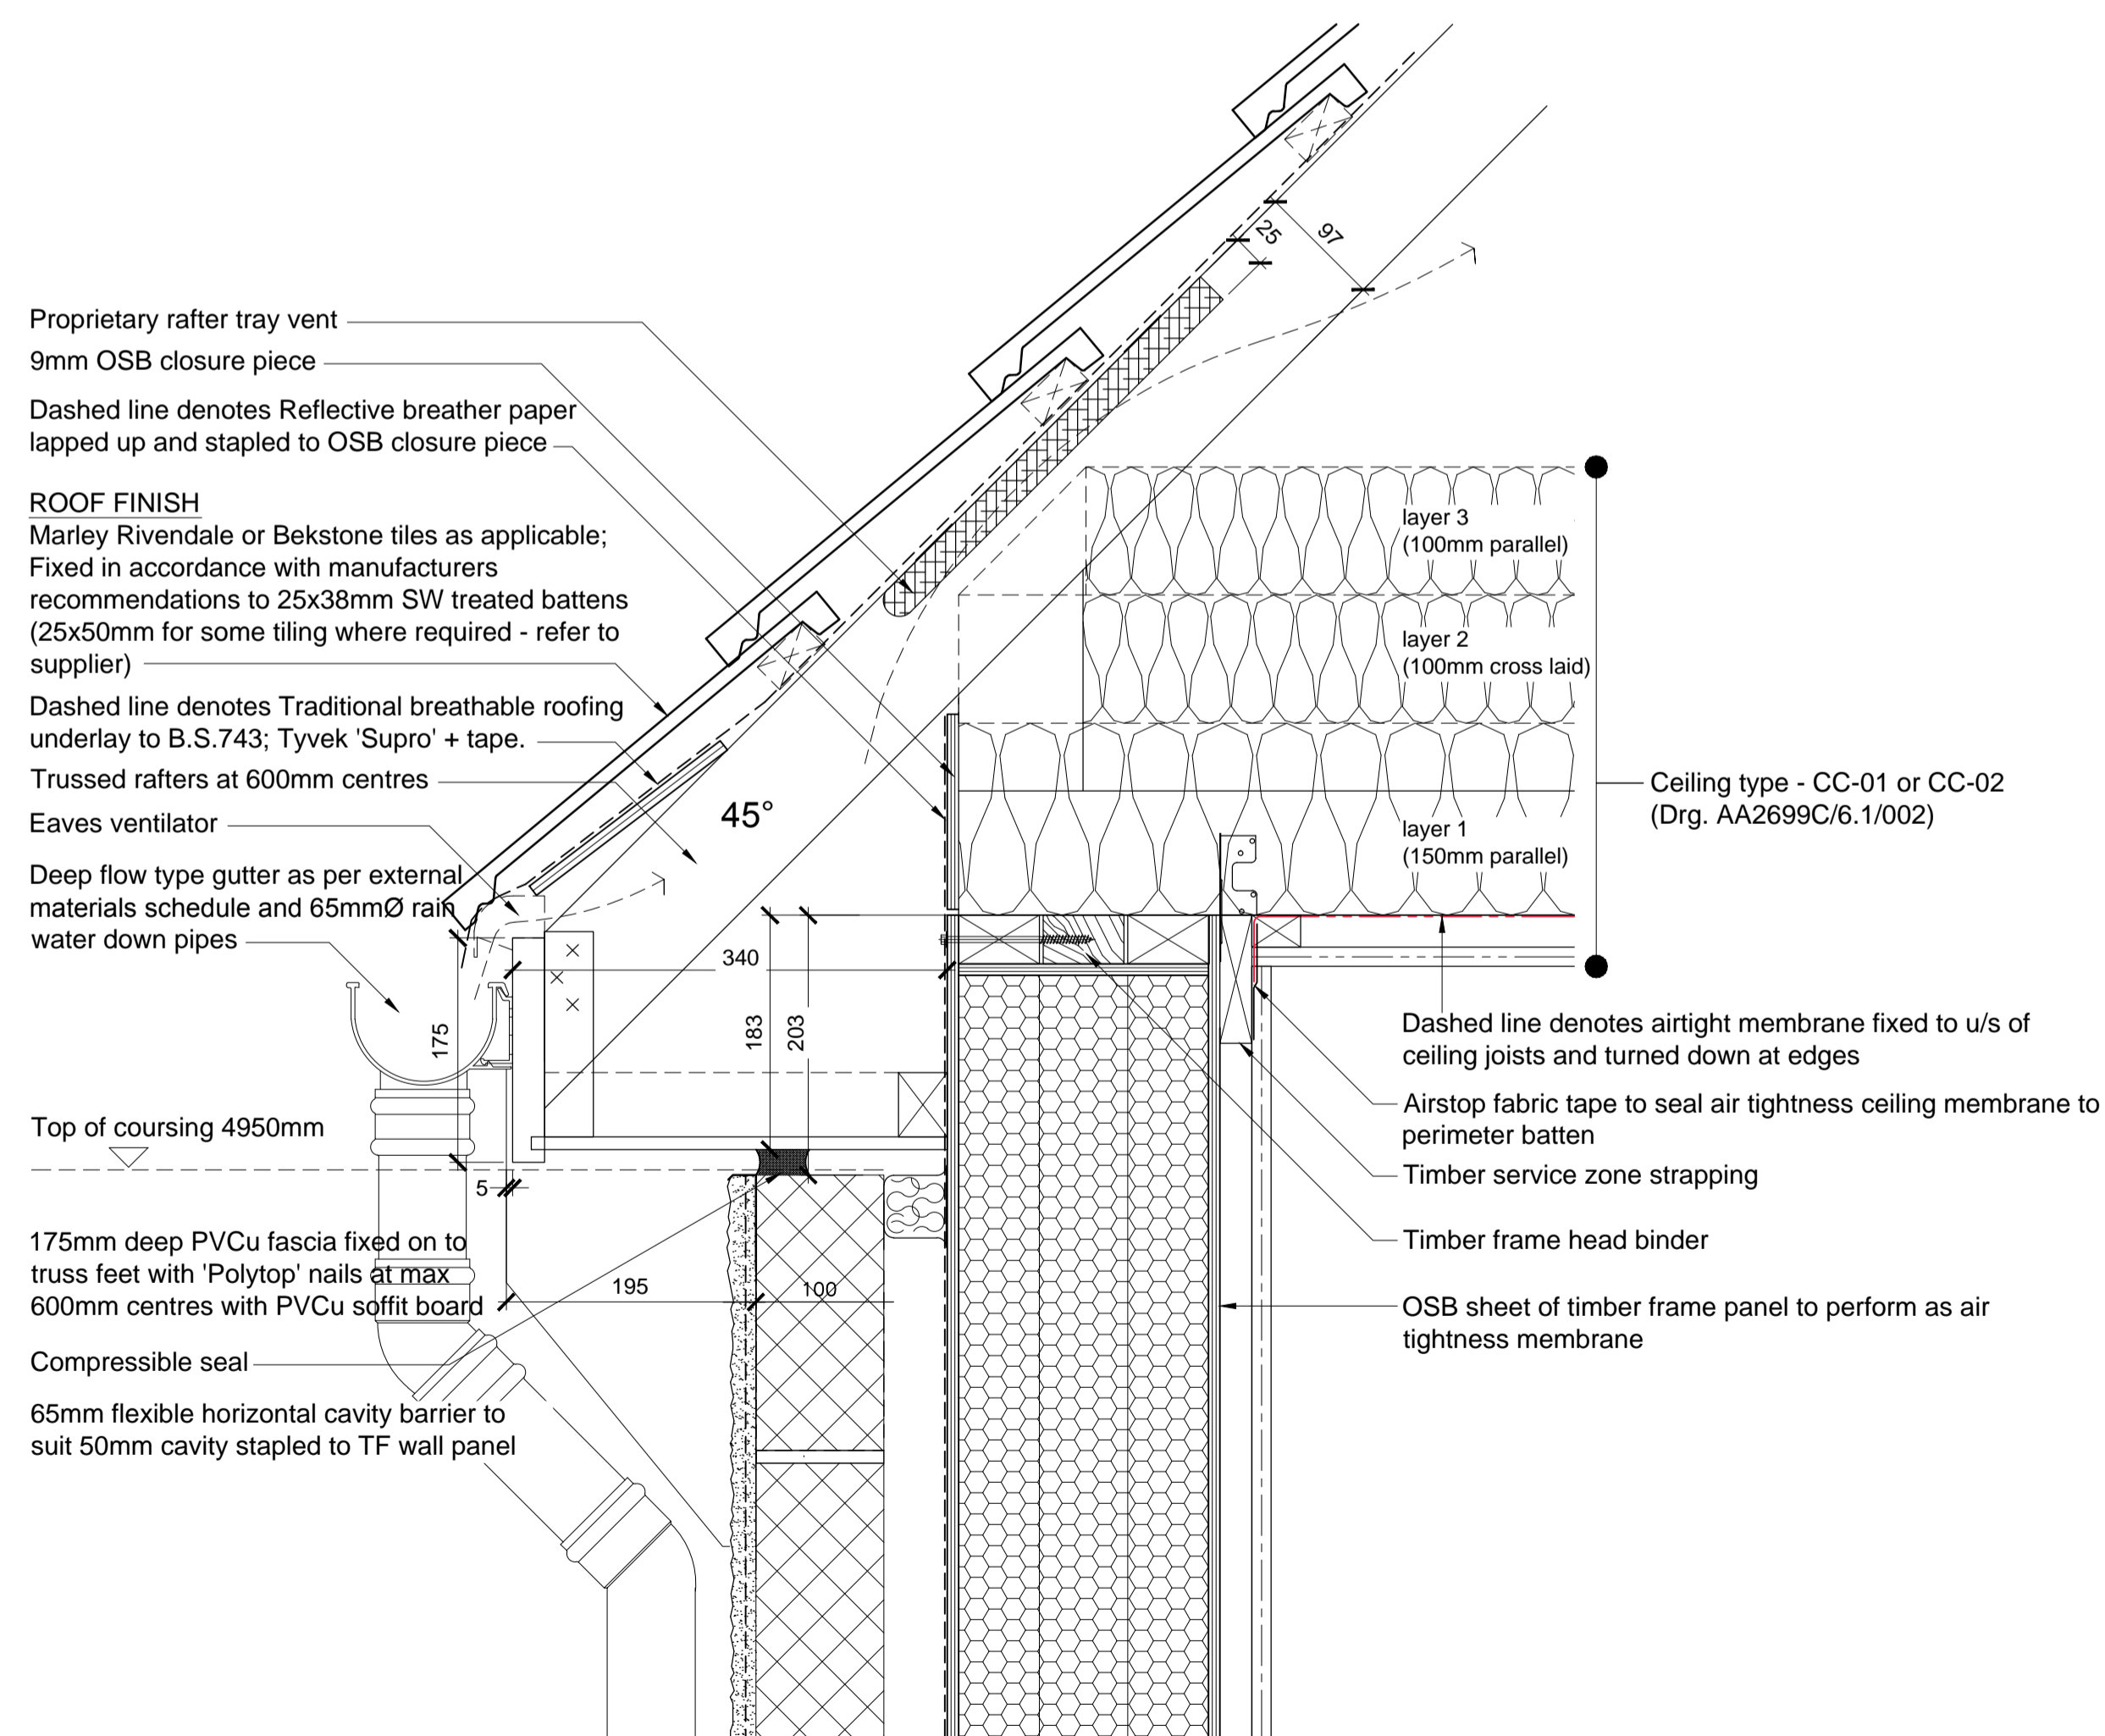 Proprietary rafter tray vent
9mm OSB closure piece
Dashed line denotes Reflective breather paper
lapped up and stapled to OSB closure piece
ROOF FINISH
Marley Rivendale or Bekstone tiles as applicable;
Fixed in accordance with manufacturers
recommendations to 25x38mm SW treated battens
(25x50mm for some tiling where required - refer to
supplier)
Dashed line denotes Traditional breathable roofing
underlay to B.S.743; Tyvek 'Supro' + tape.
Trussed rafters at 600mm centres
Eaves ventilator
Deep flow type gutter as per external
materials schedule and 65mmØ rain
water down pipes
Top of coursing 4950mm
175mm deep PVCu fascia fixed on to
truss feet with 'Polytop' nails at max
600mm centres with PVCu soffit board
Compressible seal
65mm flexible horizontal cavity barrier to
suit 50mm cavity stapled to TF wall panel
25
97
45°
340
183
203
175
5
195
100
layer 3
(100mm parallel)
layer 2
(100mm cross laid)
layer 1
(150mm parallel)
Ceiling type - CC-01 or CC-02
(Drg. AA2699C/6.1/002)
Dashed line denotes airtight membrane fixed to u/s of
ceiling joists and turned down at edges
Airstop fabric tape to seal air tightness ceiling membrane to
perimeter batten
Timber service zone strapping
Timber frame head binder
OSB sheet of timber frame panel to perform as air
tightness membrane